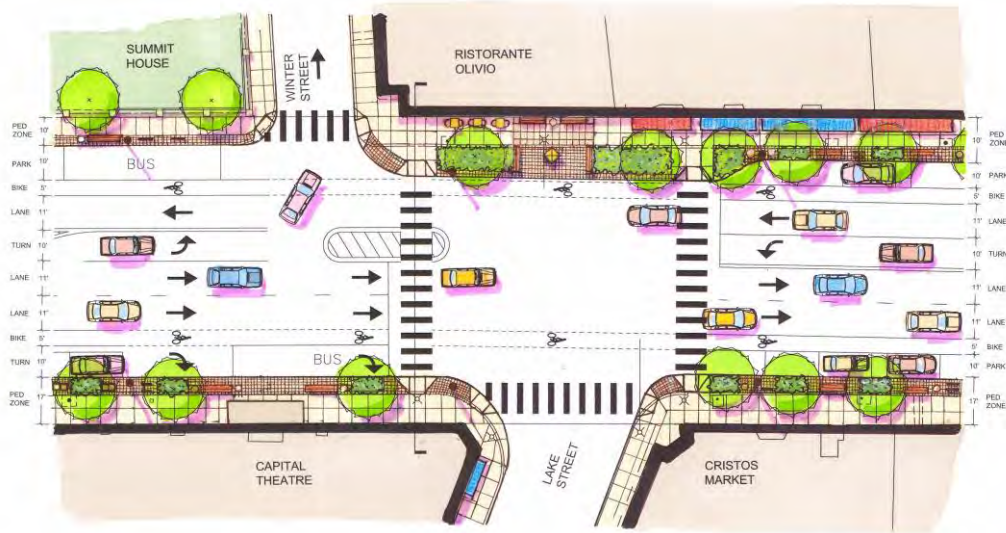 SUMMIT
HOUSE
WINTER
STREET
RISTORANTE
OLIVIO
PED
ZONE
10'
PARK
10'
BIKE
5'
LANE
11'
TURN
10'
LANE
11'
LANE
11'
BIKE
5'
TURN
10'
PED
ZONE
17'
BUS
BUS
10'
PED
ZONE
10'
PARK
5'
BIKE
11'
LANE
10'
TURN
11'
LANE
11'
LANE
5'
BIKE
10'
PARK
17'
PED
ZONE
CAPITAL
THEATRE
LAKE
STREET
CRISTOS
MARKET